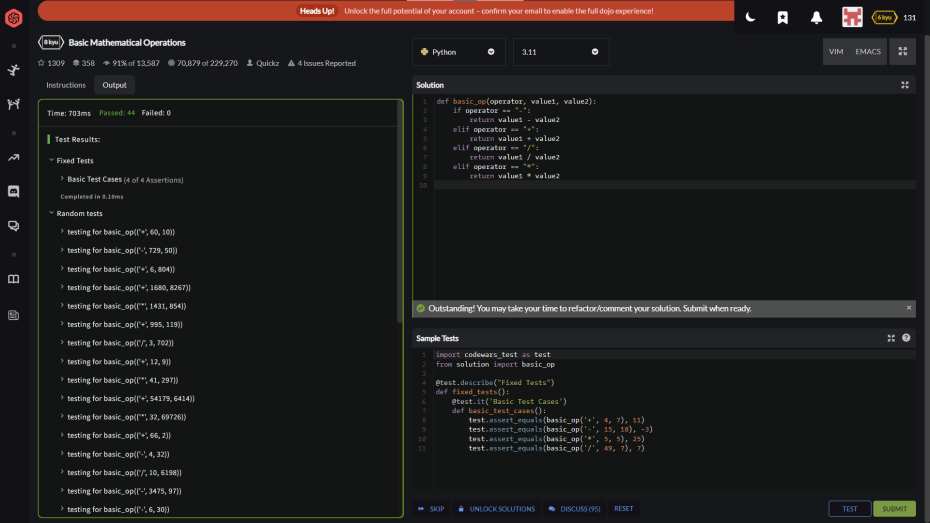 Heads Up! Unlock the full potential of your account – confirm your email to enable the full dojo experience!
6 kyu 131
8 kyu Basic Mathematical Operations
1309 358 91% of 13,587 70,879 of 229,270 Quickz 4 Issues Reported
Instructions Output
Time: 703ms Passed: 44 Failed: 0
Test Results:
Fixed Tests
Basic Test Cases (4 of 4 Assertions)
Completed in 0.10ms
Random tests
testing for basic_op(('+', 60, 10))
testing for basic_op(('-', 729, 50))
testing for basic_op(('+', 6, 804))
testing for basic_op(('+', 1680, 8267))
testing for basic_op(('*', 1431, 854))
testing for basic_op(('+', 995, 119))
testing for basic_op(('/', 3, 702))
testing for basic_op(('+', 12, 9))
testing for basic_op(('*', 41, 297))
testing for basic_op(('+', 54179, 6414))
testing for basic_op(('*', 32, 69726))
testing for basic_op(('+', 66, 2))
testing for basic_op(('-', 4, 32))
testing for basic_op(('/', 10, 6198))
testing for basic_op(('-', 3475, 97))
testing for basic_op(('-', 6, 30))
Python 3.11 VIM EMACS
Solution
1 def basic_op(operator, value1, value2):
2 if operator == "-":
3 return value1 - value2
4 elif operator == "+":
5 return value1 + value2
6 elif operator == "/":
7 return value1 / value2
8 elif operator == "*":
9 return value1 * value2
10
Outstanding! You may take your time to refactor/comment your solution. Submit when ready. ×
Sample Tests
1 import codewars_test as test
2 from solution import basic_op
3
4 @test.describe("Fixed Tests")
5 def fixed_tests():
6 @test.it('Basic Test Cases')
7 def basic_test_cases():
8 test.assert_equals(basic_op('+', 4, 7), 11)
9 test.assert_equals(basic_op('-', 15, 18), -3)
10 test.assert_equals(basic_op('*', 5, 5), 25)
11 test.assert_equals(basic_op('/', 49, 7), 7)
SKIP UNLOCK SOLUTIONS DISCUSS (95) RESET TEST SUBMIT